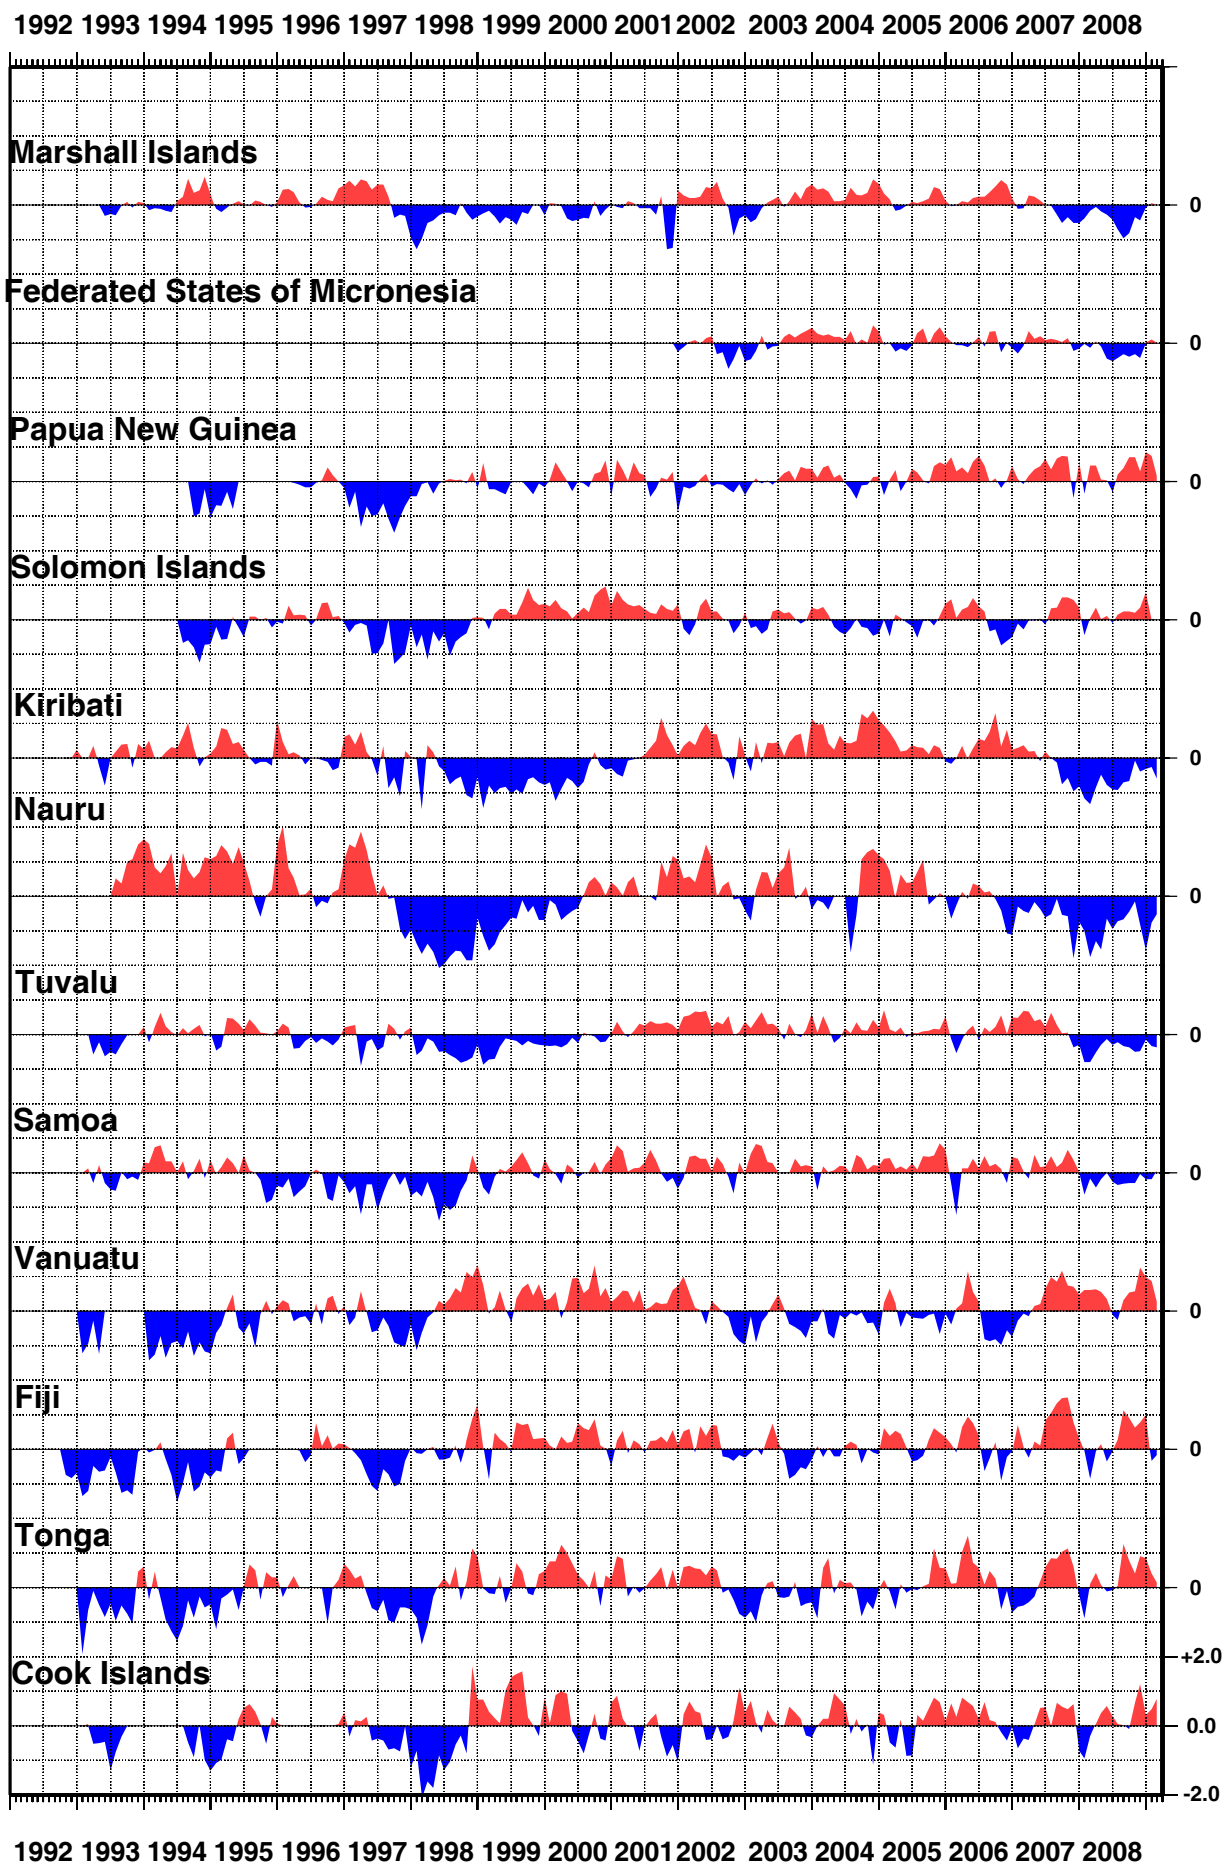 1992 1993 1994 1995 1996 1997 1998 1999 2000 2001 2002 2003 2004 2005 2006 2007 2008
Marshall Islands
0
Federated States of Micronesia
0
Papua New Guinea
0
Solomon Islands
0
Kiribati
0
Nauru
0
Tuvalu
0
Samoa
0
Vanuatu
0
Fiji
0
Tonga
0
+2.0
Cook Islands
0.0
-2.0
1992 1993 1994 1995 1996 1997 1998 1999 2000 2001 2002 2003 2004 2005 2006 2007 2008